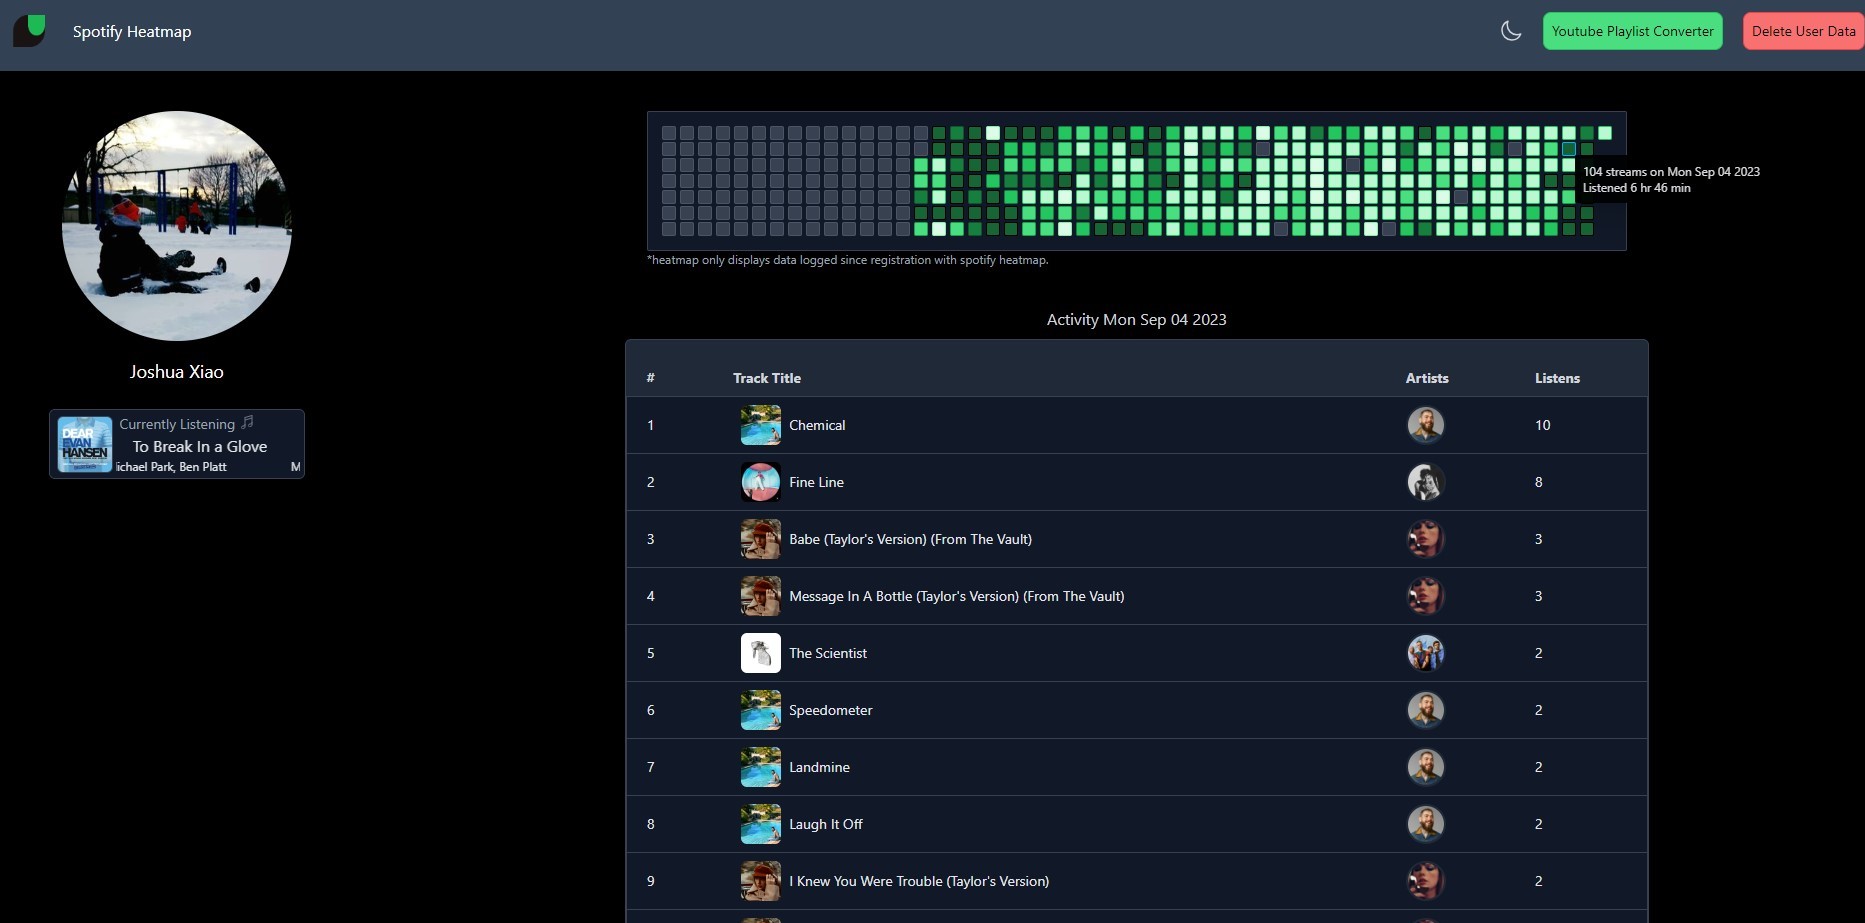 Spotify Heatmap
Youtube Playlist Converter
Delete User Data
104 streams on Mon Sep 04 2023
Listened 6 hr 46 min
*heatmap only displays data logged since registration with spotify heatmap.
Joshua Xiao
DEAR
EVAN
HANSEN
Currently Listening
To Break In a Glove
ichael Park, Ben Platt M
Activity Mon Sep 04 2023
# Track Title Artists Listens
1 Chemical 10
2 Fine Line 8
3 Babe (Taylor's Version) (From The Vault) 3
4 Message In A Bottle (Taylor's Version) (From The Vault) 3
5 The Scientist 2
6 Speedometer 2
7 Landmine 2
8 Laugh It Off 2
9 I Knew You Were Trouble (Taylor's Version) 2